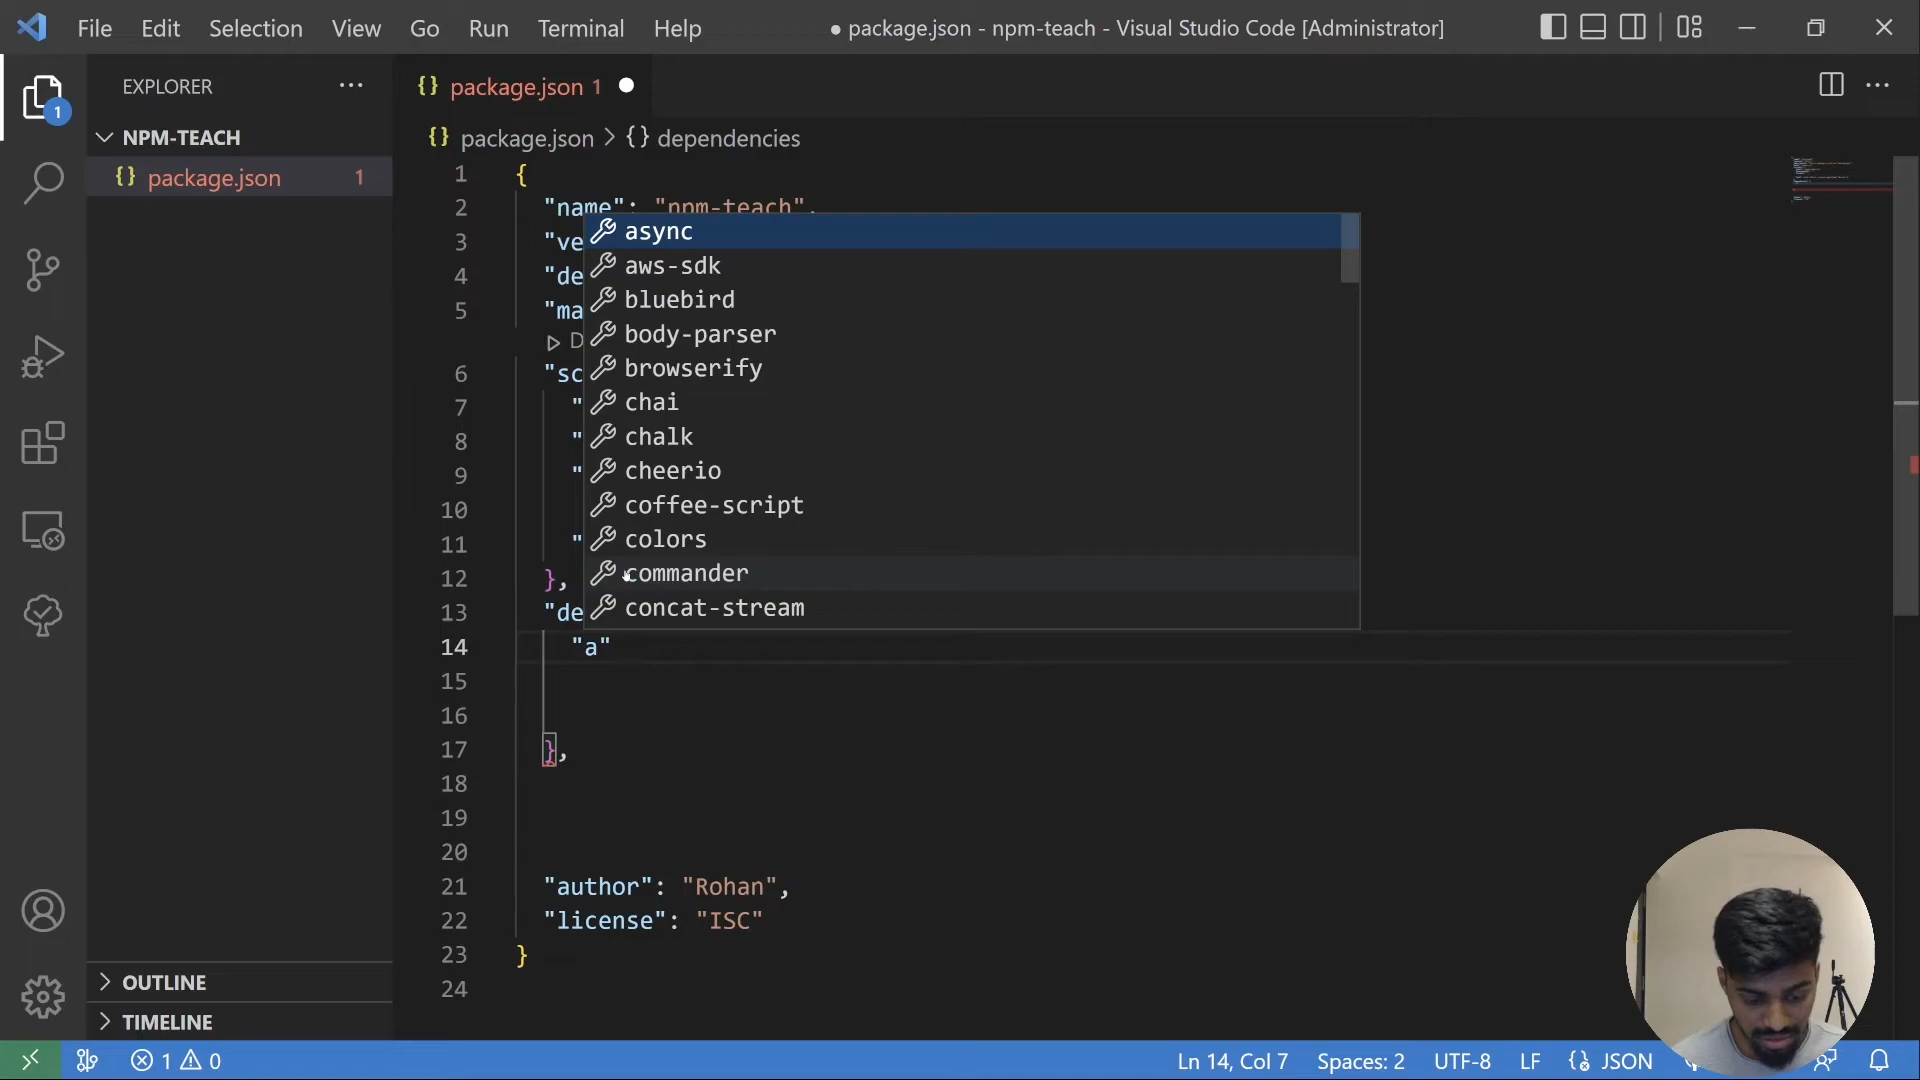 File Edit Selection View Go Run Terminal Help
● package.json - npm-teach - Visual Studio Code [Administrator]
EXPLORER ···
{} package.json 1 ●
1
NPM-TEACH
{} package.json > {} dependencies
{} package.json 1
1 {
2 "name": "npm-teach",
async
3 "ve
aws-sdk
4 "de
bluebird
5 "ma
body-parser
D
browserify
6 "sc
chai
7 "
chalk
8 "
cheerio
9 "
coffee-script
10
colors
11 "
commander
12 },
concat-stream
13 "de
14 "a"
15
16
17 },
18
19
20
21 "author": "Rohan",
22 "license": "ISC"
23 }
24
OUTLINE
TIMELINE
1 0
Ln 14, Col 7 Spaces: 2 UTF-8 LF {} JSON